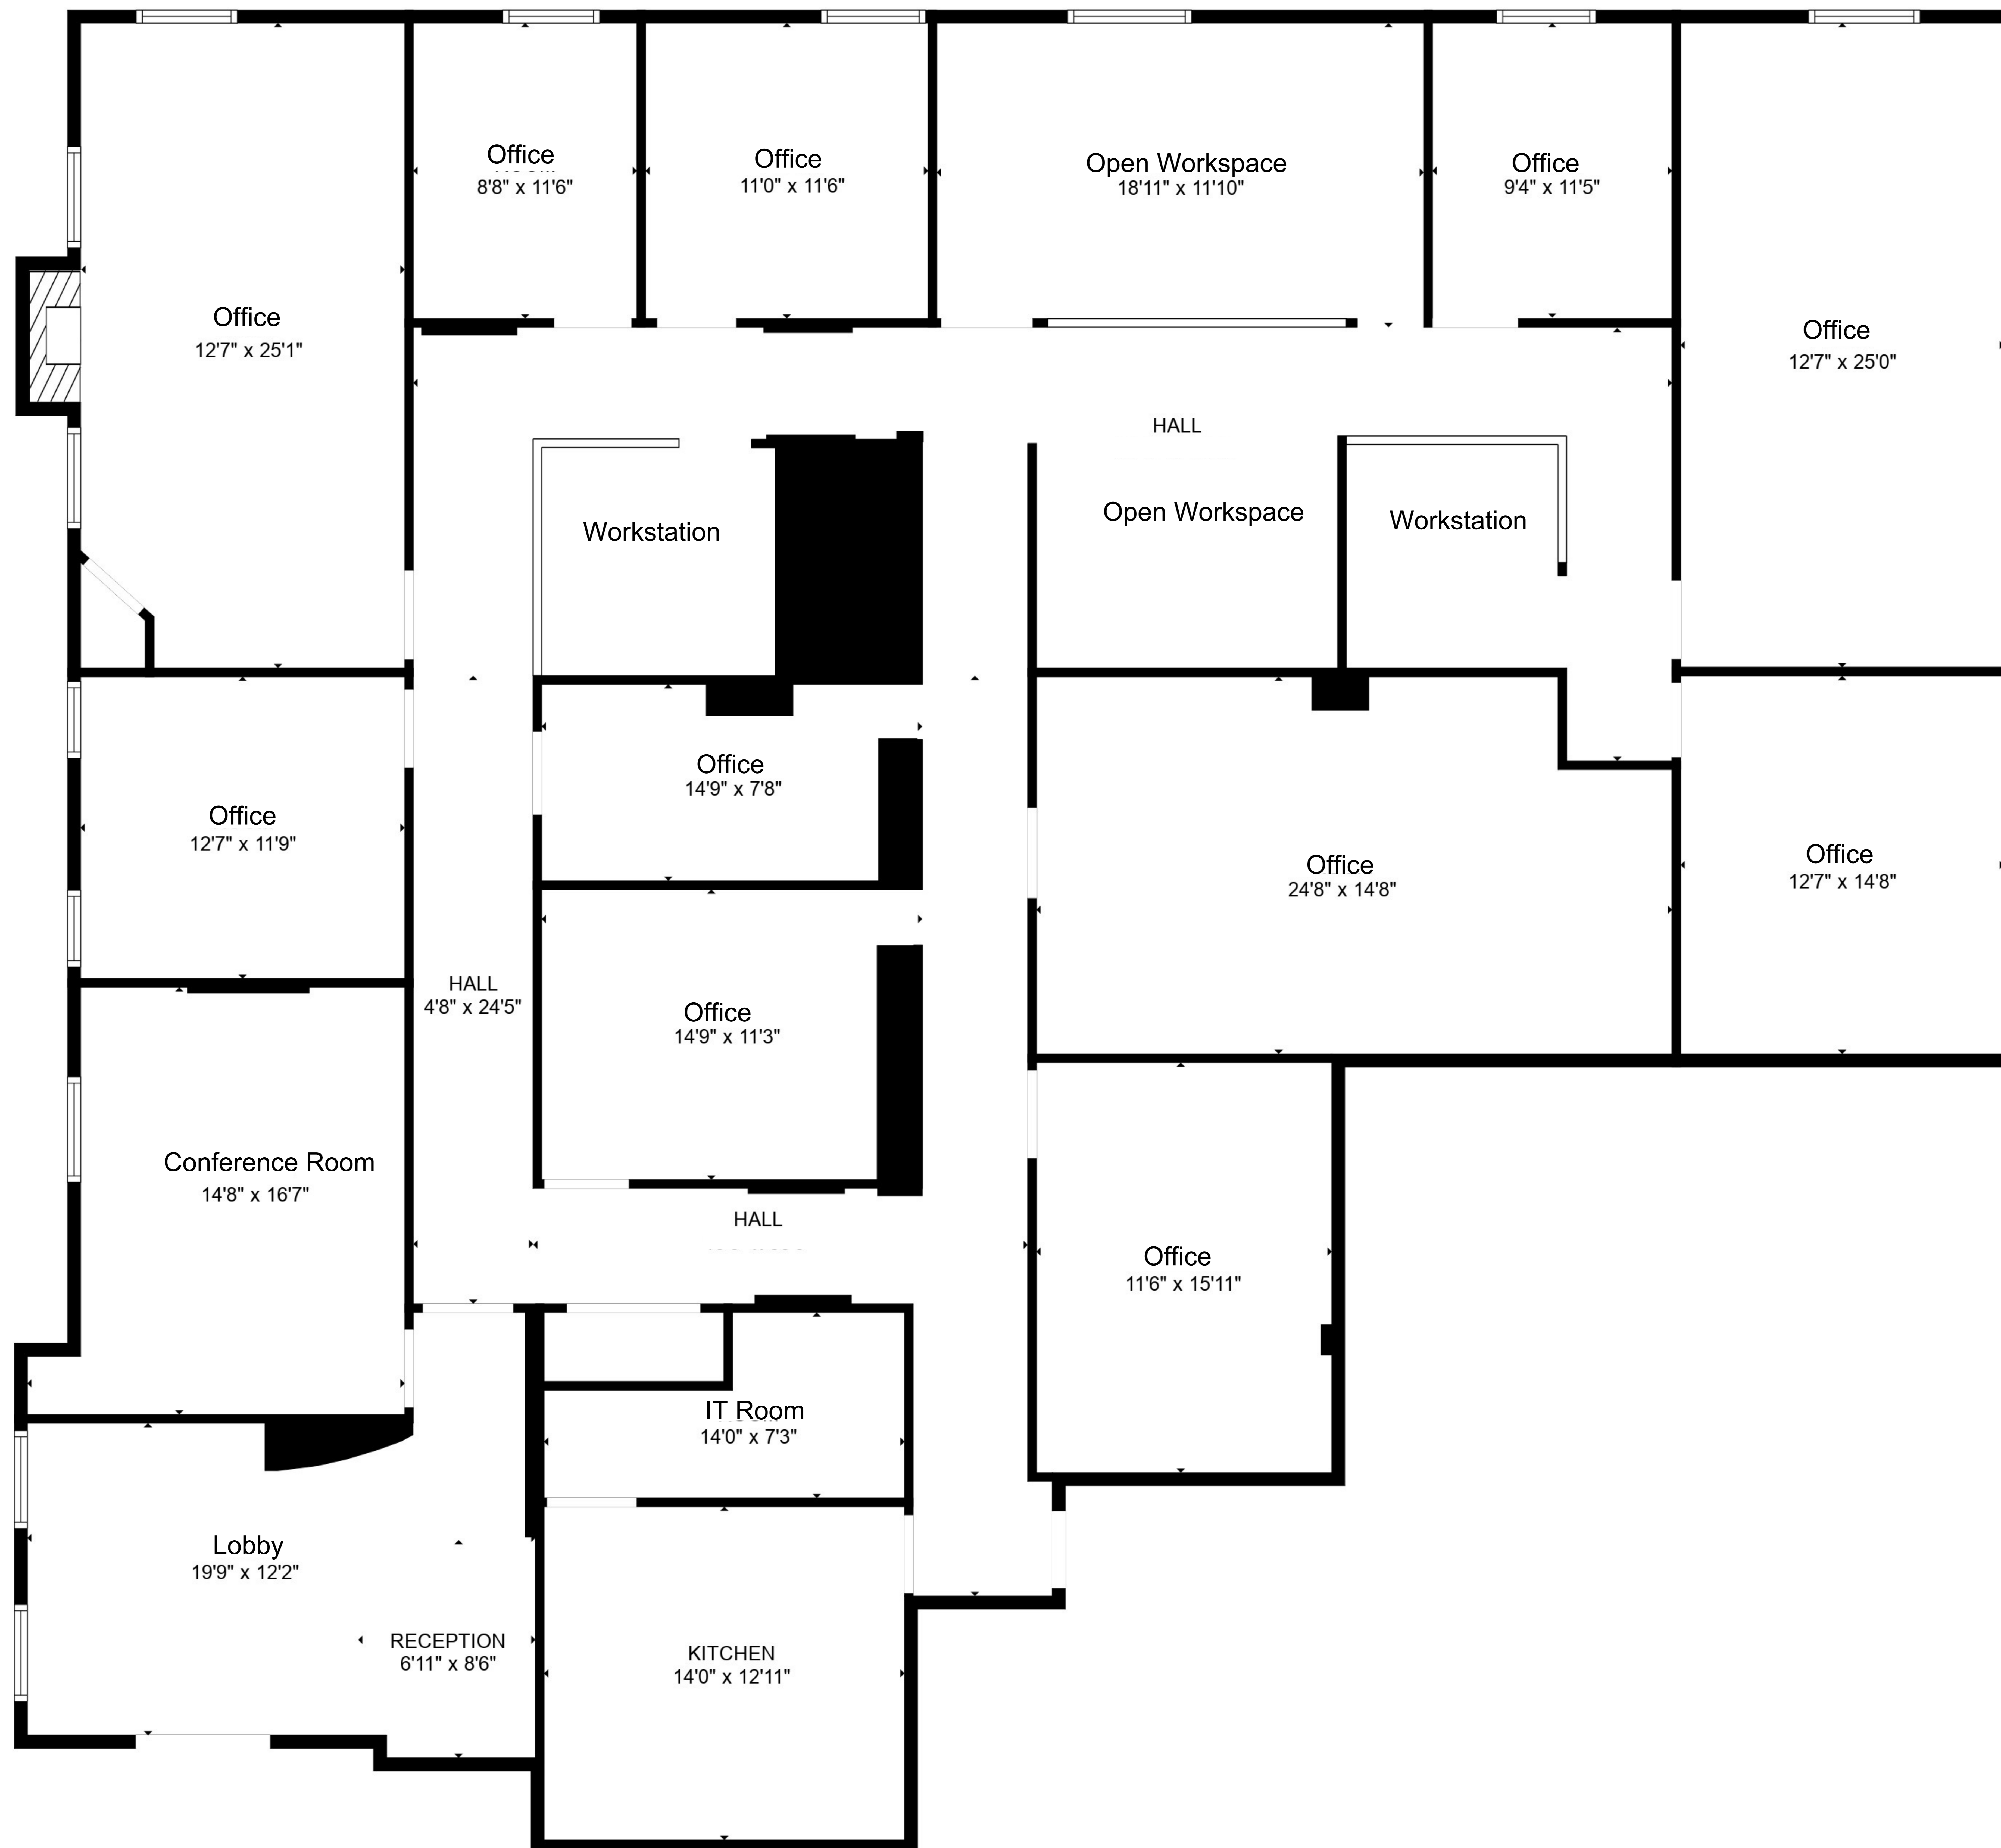 Office
8'8" x 11'6"
Office
11'0" x 11'6"
Open Workspace
18'11" x 11'10"
Office
9'4" x 11'5"
Office
12'7" x 25'1"
Office
12'7" x 25'0"
HALL
Open Workspace
Workstation
Workstation
Office
14'9" x 7'8"
Office
12'7" x 11'9"
Office
24'8" x 14'8"
Office
12'7" x 14'8"
HALL
4'8" x 24'5"
Office
14'9" x 11'3"
Conference Room
14'8" x 16'7"
HALL
Office
11'6" x 15'11"
IT Room
14'0" x 7'3"
Lobby
19'9" x 12'2"
RECEPTION
6'11" x 8'6"
KITCHEN
14'0" x 12'11"